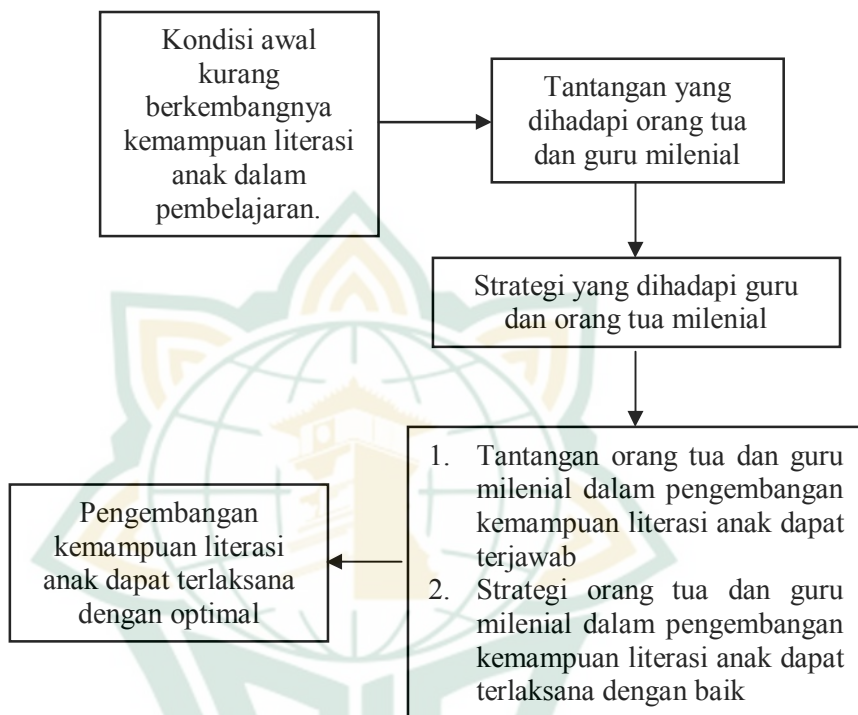 Kondisi awal
kurang
berkembangnya
kemampuan literasi
anak dalam
pembelajaran.
Tantangan yang
dihadapi orang tua
dan guru milenial
Strategi yang dihadapi guru
dan orang tua milenial
1. Tantangan orang tua dan guru
milenial dalam pengembangan
kemampuan literasi anak dapat
terjawab
2. Strategi orang tua dan guru
milenial dalam pengembangan
kemampuan literasi anak dapat
terlaksana dengan baik
Pengembangan
kemampuan literasi
anak dapat terlaksana
dengan optimal